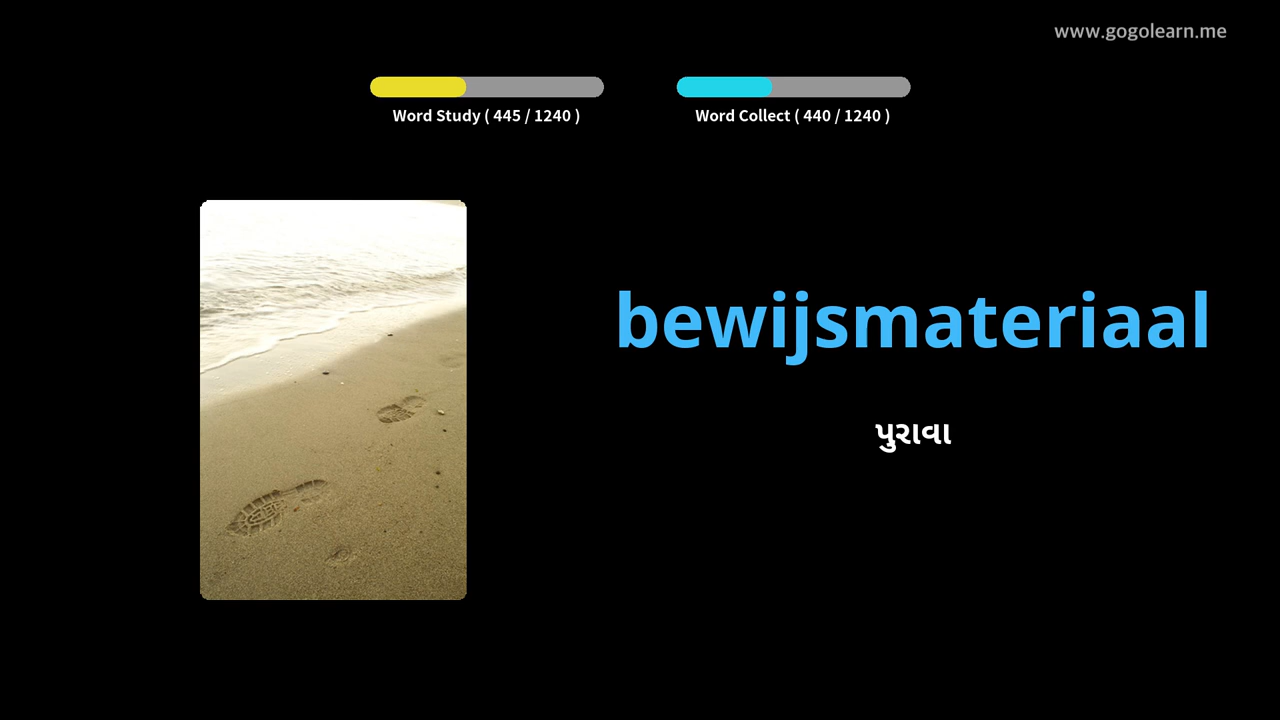 www.gogolearn.me
Word Study ( 445 / 1240 )
Word Collect ( 440 / 1240 )
bewijsmateriaal
પુરાવા